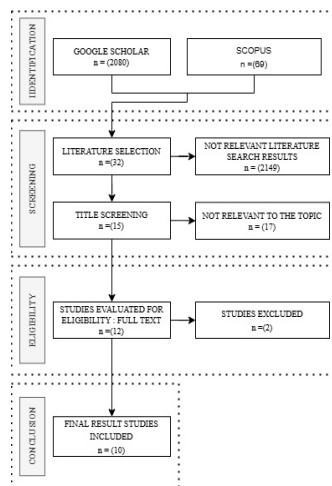 IIDENTIFICATION
GOOGLE SCHOLAR
n = (2080)
SCOPUS
n =(69)
SCREENING
LITERATURE SELECTION
n =(32)
NOT RELEVANT LITERATURE
SEARCH RESULTS
n = (2149)
TITLE SCREENING
n =(15)
NOT RELEVANT TO THE TOPIC
n = (17)
ELIGIBILITY
STUDIES EVALUATED FOR
ELIGIBILITY : FULL TEXT
n =(12)
STUDIES EXCLUDED
n =(2)
CONCLUSION
FINAL RESULT STUDIES
INCLUDED
n = (10)